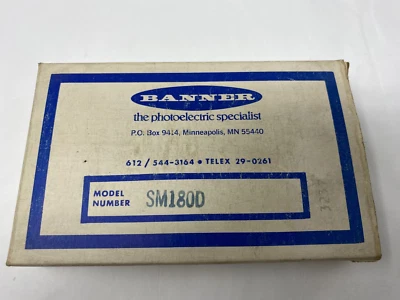 BANNER
the photoelectric specialist
P.O. Box 9414, Minneapolis, MN 55440
612 / 544-3164 • TELEX 29-0261
MODEL
NUMBER SM180D